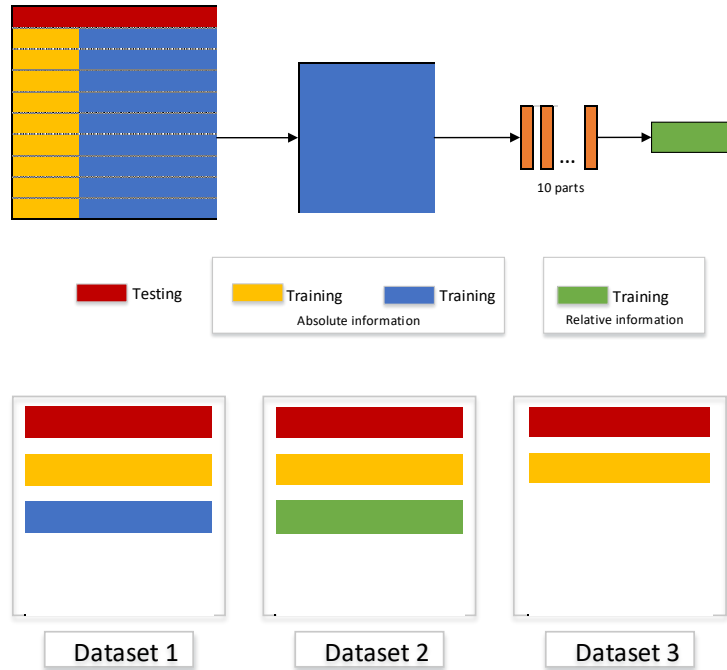 ...
10 parts
Testing
Training
Training
Training
Absolute information
Relative information
Dataset 1
Dataset 2
Dataset 3